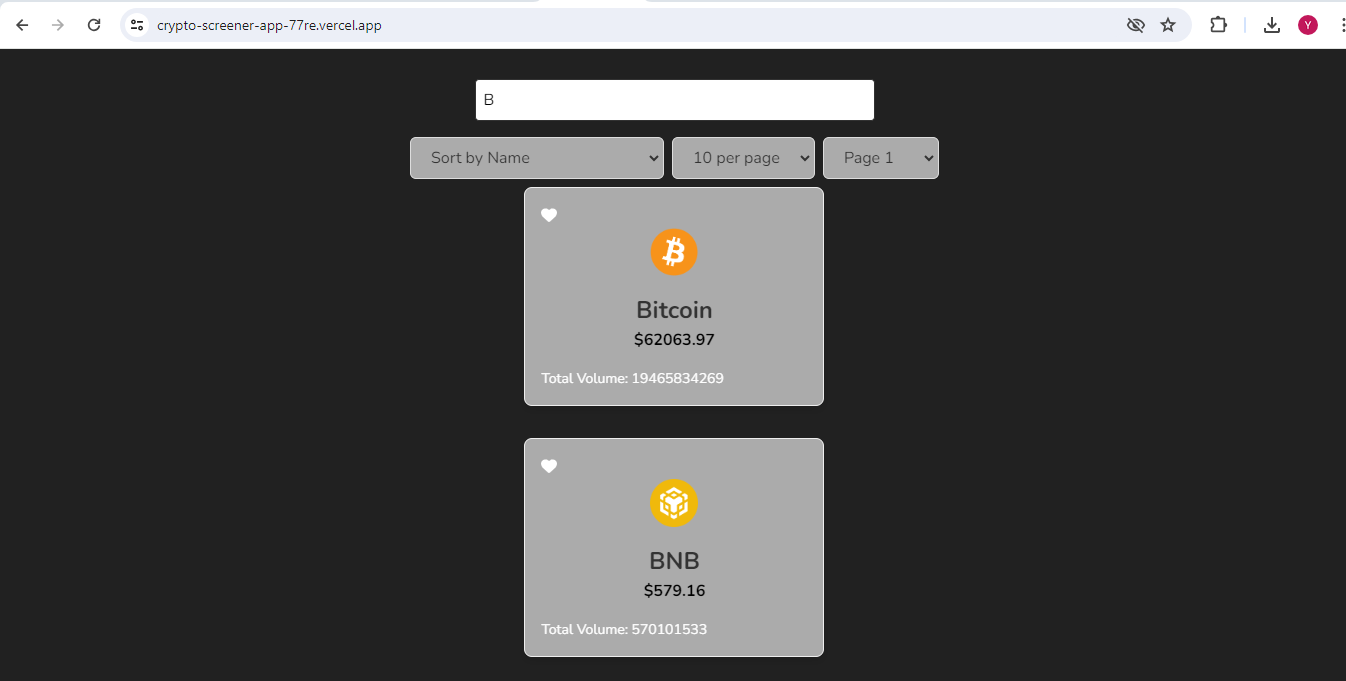 crypto-screener-app-77re.vercel.app
Y
B
Sort by Name 10 per page Page 1
Bitcoin
$62063.97
Total Volume: 19465834269
BNB
$579.16
Total Volume: 570101533